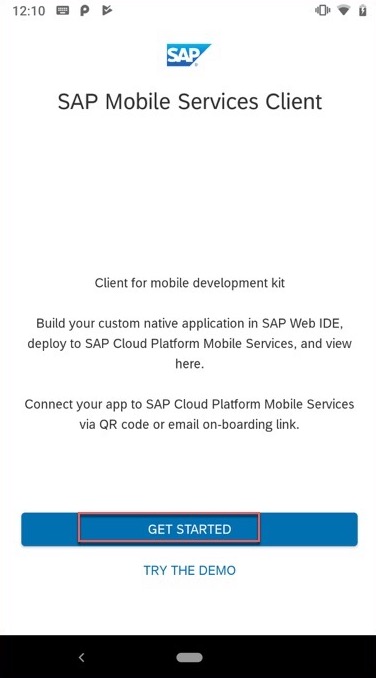 12:10
SAP
SAP Mobile Services Client
Client for mobile development kit
Build your custom native application in SAP Web IDE,
deploy to SAP Cloud Platform Mobile Services, and view
here.
Connect your app to SAP Cloud Platform Mobile Services
via QR code or email on-boarding link.
GET STARTED
TRY THE DEMO